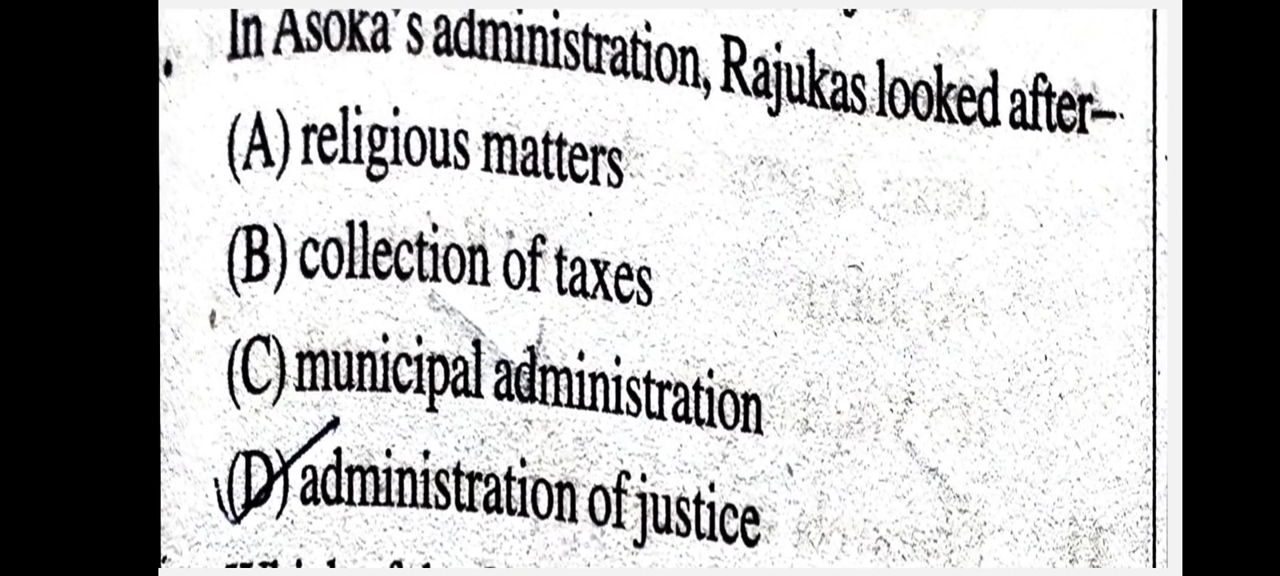 In Asoka's administration, Rajukas looked after–
(A) religious matters
(B) collection of taxes
(C) municipal administration
(D) administration of justice